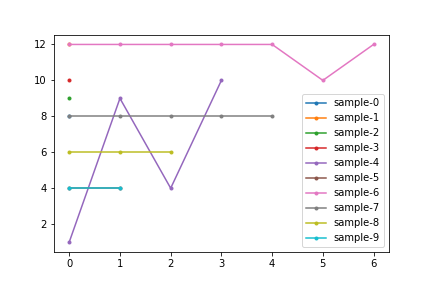 12
10
8
6
4
2
0 1 2 3 4 5 6
sample-0
sample-1
sample-2
sample-3
sample-4
sample-5
sample-6
sample-7
sample-8
sample-9